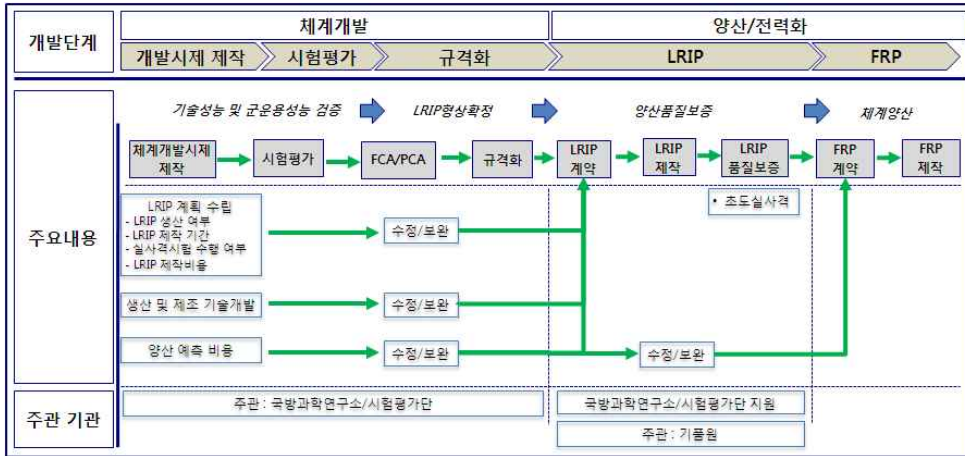 개발단계
체계개발
양산/전력화
개발시제 제작
시험평가
규격화
LRIP
FRP
주요내용
기술성능 및 군운용성능 검증
LRIP형상확정
양산품질보증
체계양산
체계개발시제
제작
시험평가
FCA/PCA
규격화
LRIP
계약
LRIP
제작
LRIP
품질보증
FRP
계약
FRP
제작
LRIP 계획 수립
- LRIP 생산 여부
- LRIP 제작 기간
- 실사격시험 수행 여부
- LRIP 제작비용
수정/보완
• 초도실사격
생산 및 제조 기술개발
수정/보완
양산 예측 비용
수정/보완
수정/보완
주관 기관
주관 : 국방과학연구소/시험평가단
국방과학연구소/시험평가단 지원
주관 : 기품원